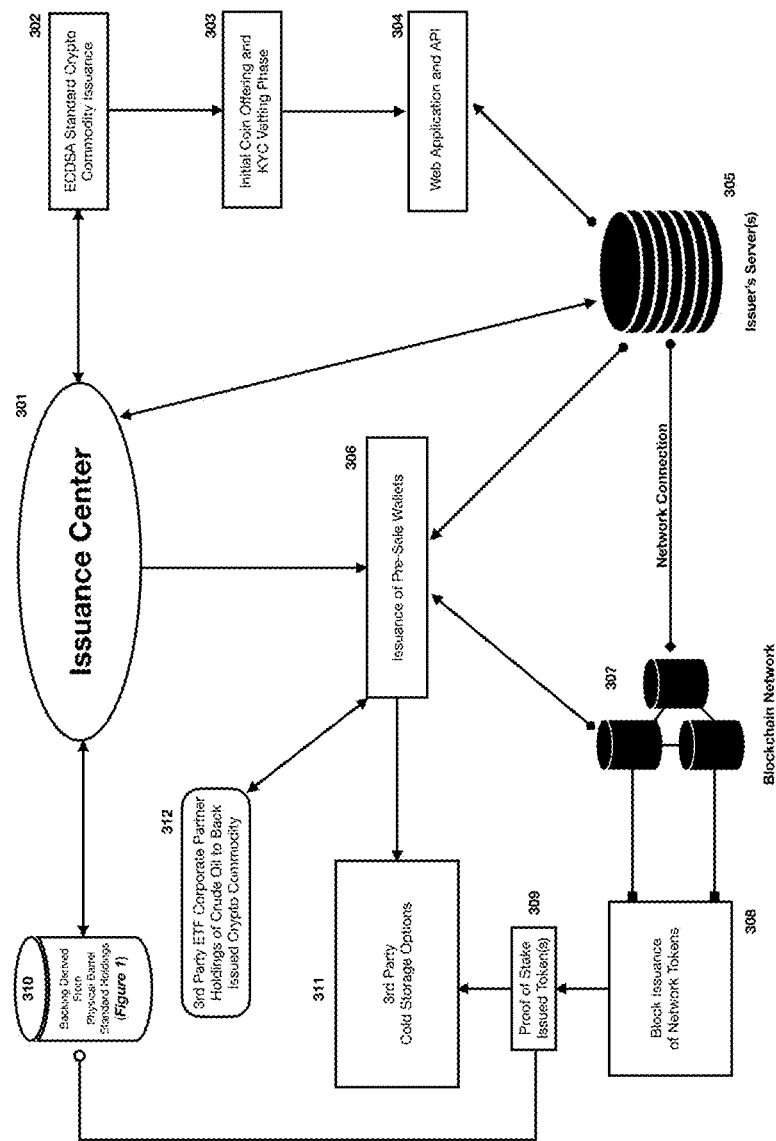 310
Backing Derived
From
Physical Barrel
Standard Holdings
(Figure 1)
301
Issuance Center
302
ECDSA Standard Crypto
Commodity Issuance
303
Initial Coin Offering and
KYC Vetting Phase
304
Web Application and API
312
3rd Party ETF Corporate Partner
Holdings of Crude Oil to Back
Issued Crypto Commodity
306
Issuance of Pre-Sale Wallets
311
3rd Party
Cold Storage Options
309
Proof of Stake
Issued Token(s)
308
Block Issuance
of Network Tokens
307
Blockchain Network
Network Connection
305
Issuer's Server(s)